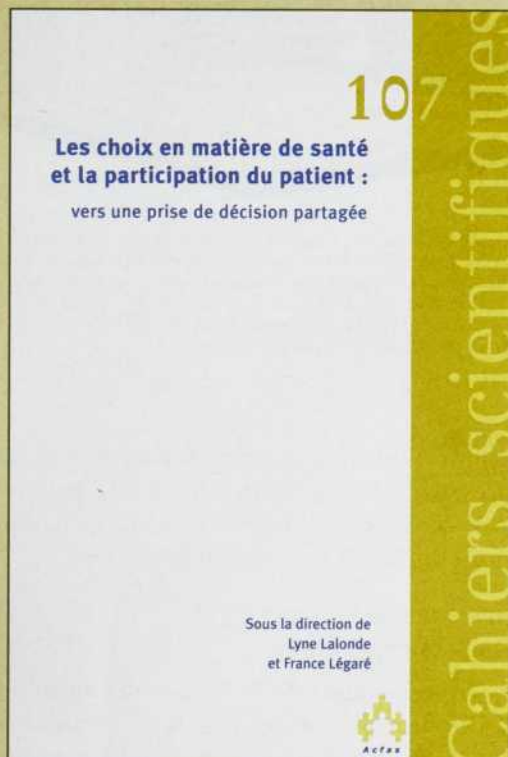 107
Les choix en matière de santé
et la participation du patient :
vers une prise de décision partagée
Sous la direction de
Lyne Lalonde
et France Légaré
Acfas
Cahiers scientifiques